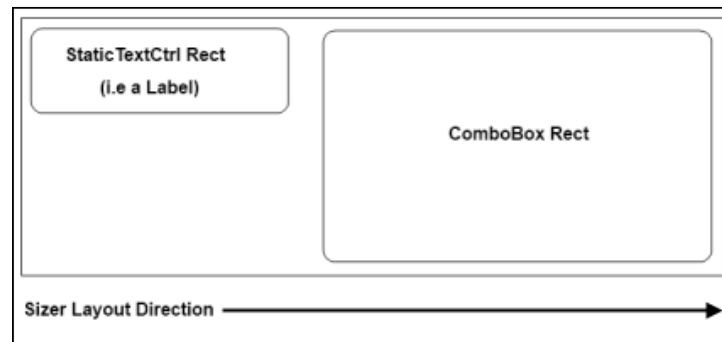 StaticTextCtrl Rect
(i.e a Label)
ComboBox Rect
Sizer Layout Direction